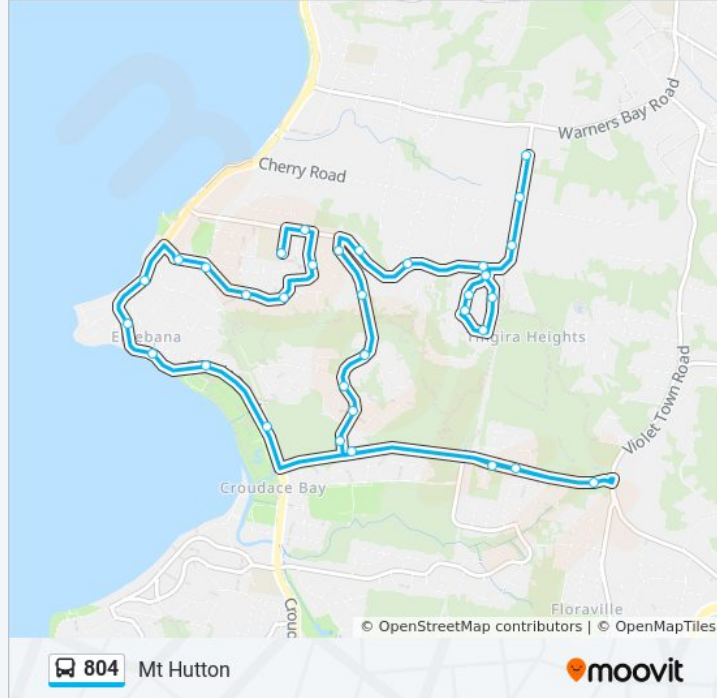 Warners Bay Road
Cherry Road
Eleebana
Tingira Heights
Violet Town Road
Croudace Bay
Croud
Floraville
© OpenStreetMap contributors | © OpenMapTiles
804 Mt Hutton
moovit